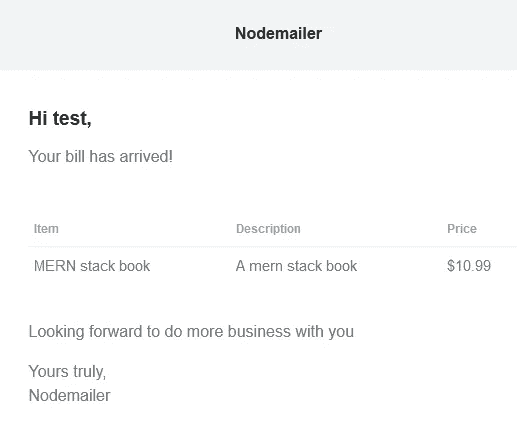 Nodemailer
Hi test,
Your bill has arrived!
Item Description Price
MERN stack book A mern stack book $10.99
Looking forward to do more business with you
Yours truly,
Nodemailer